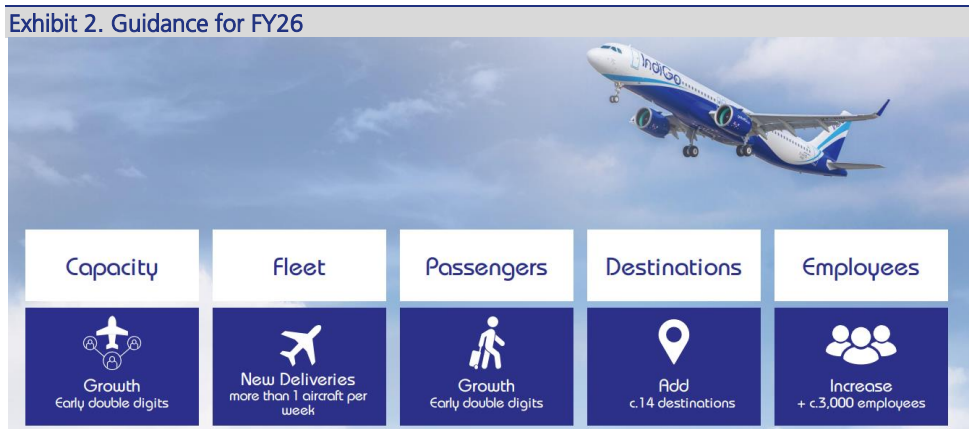 Exhibit 2. Guidance for FY26
IndiGo
Capacity
Fleet
Passengers
Destinations
Employees
Growth
Early double digits
New Deliveries
more than 1 aircraft per
week
Growth
Early double digits
Add
c.14 destinations
Increase
+ c.3,000 employees